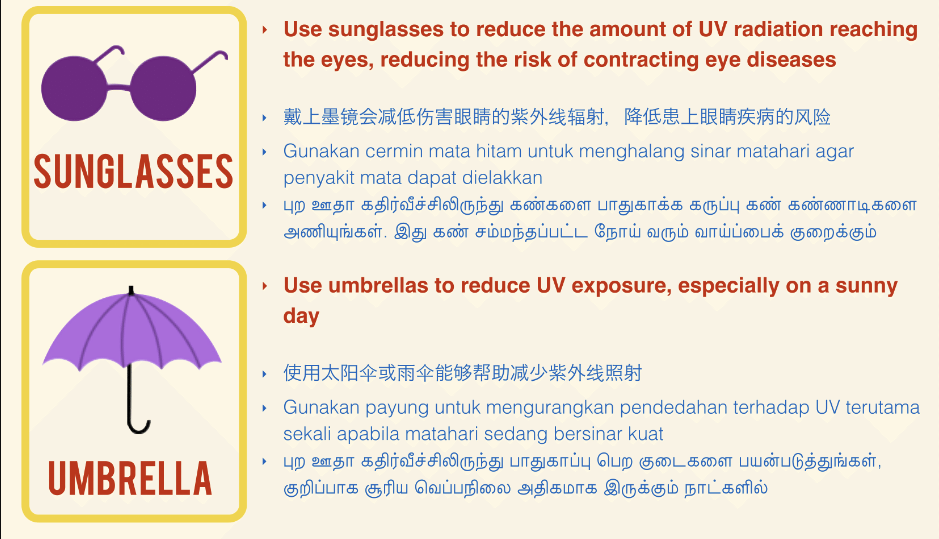 SUNGLASSES
Use sunglasses to reduce the amount of UV radiation reaching
the eyes, reducing the risk of contracting eye diseases
戴上墨镜会减低伤害眼睛的紫外线辐射，降低患上眼睛疾病的风险
Gunakan cermin mata hitam untuk menghalang sinar matahari agar
penyakit mata dapat dielakkan
புற ஊதா கதிர்வீச்சிலிருந்து கண்களை பாதுகாக்க கருப்பு கண் கண்ணாடிகளை
அணியுங்கள். இது கண் சம்மந்தப்பட்ட நோய் வரும் வாய்ப்பைக் குறைக்கும்
UMBRELLA
Use umbrellas to reduce UV exposure, especially on a sunny
day
使用太阳伞或雨伞能够帮助减少紫外线照射
Gunakan payung untuk mengurangkan pendedahan terhadap UV terutama
sekali apabila matahari sedang bersinar kuat
புற ஊதா கதிர்வீச்சிலிருந்து பாதுகாப்பு பெற குடைகளை பயன்படுத்துங்கள்,
குறிப்பாக சூரிய வெப்பநிலை அதிகமாக இருக்கும் நாட்களில்